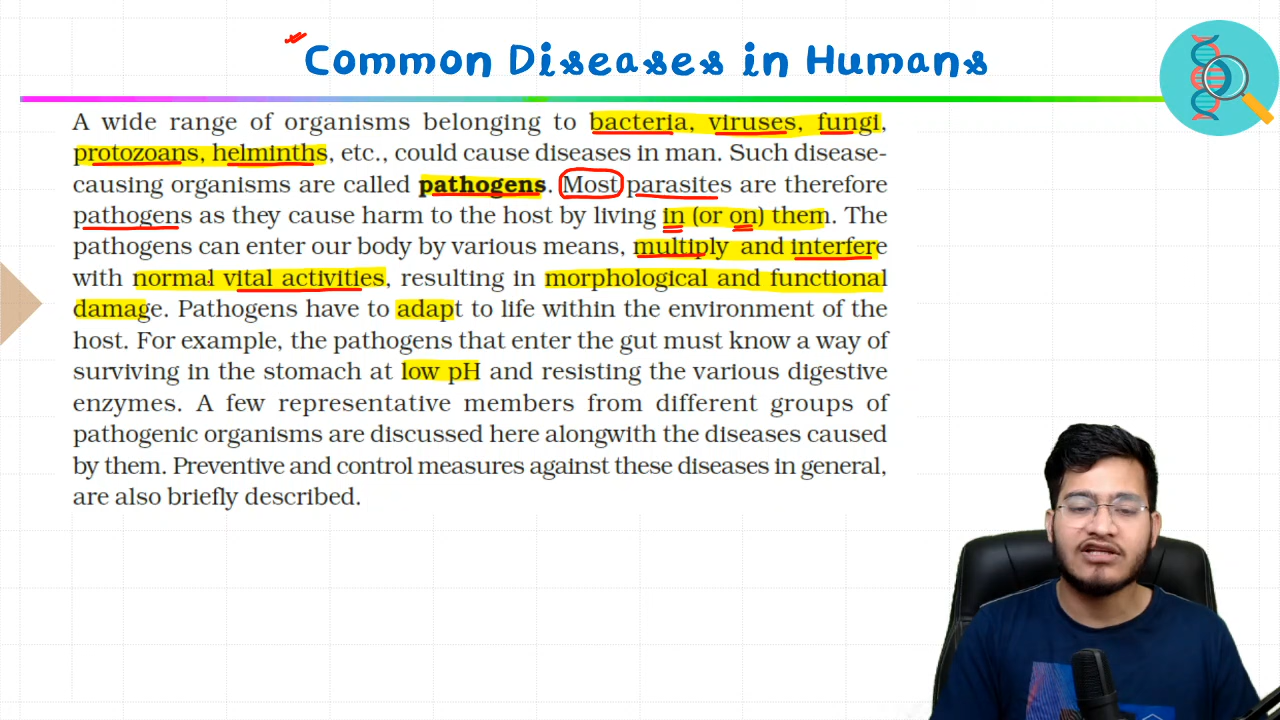 Common Diseases in Humans
A wide range of organisms belonging to bacteria, viruses, fungi,
protozoans, helminths, etc., could cause diseases in man. Such disease-
causing organisms are called pathogens. Most parasites are therefore
pathogens as they cause harm to the host by living in (or on) them. The
pathogens can enter our body by various means, multiply and interfere
with normal vital activities, resulting in morphological and functional
damage. Pathogens have to adapt to life within the environment of the
host. For example, the pathogens that enter the gut must know a way of
surviving in the stomach at low pH and resisting the various digestive
enzymes. A few representative members from different groups of
pathogenic organisms are discussed here alongwith the diseases caused
by them. Preventive and control measures against these diseases in general,
are also briefly described.